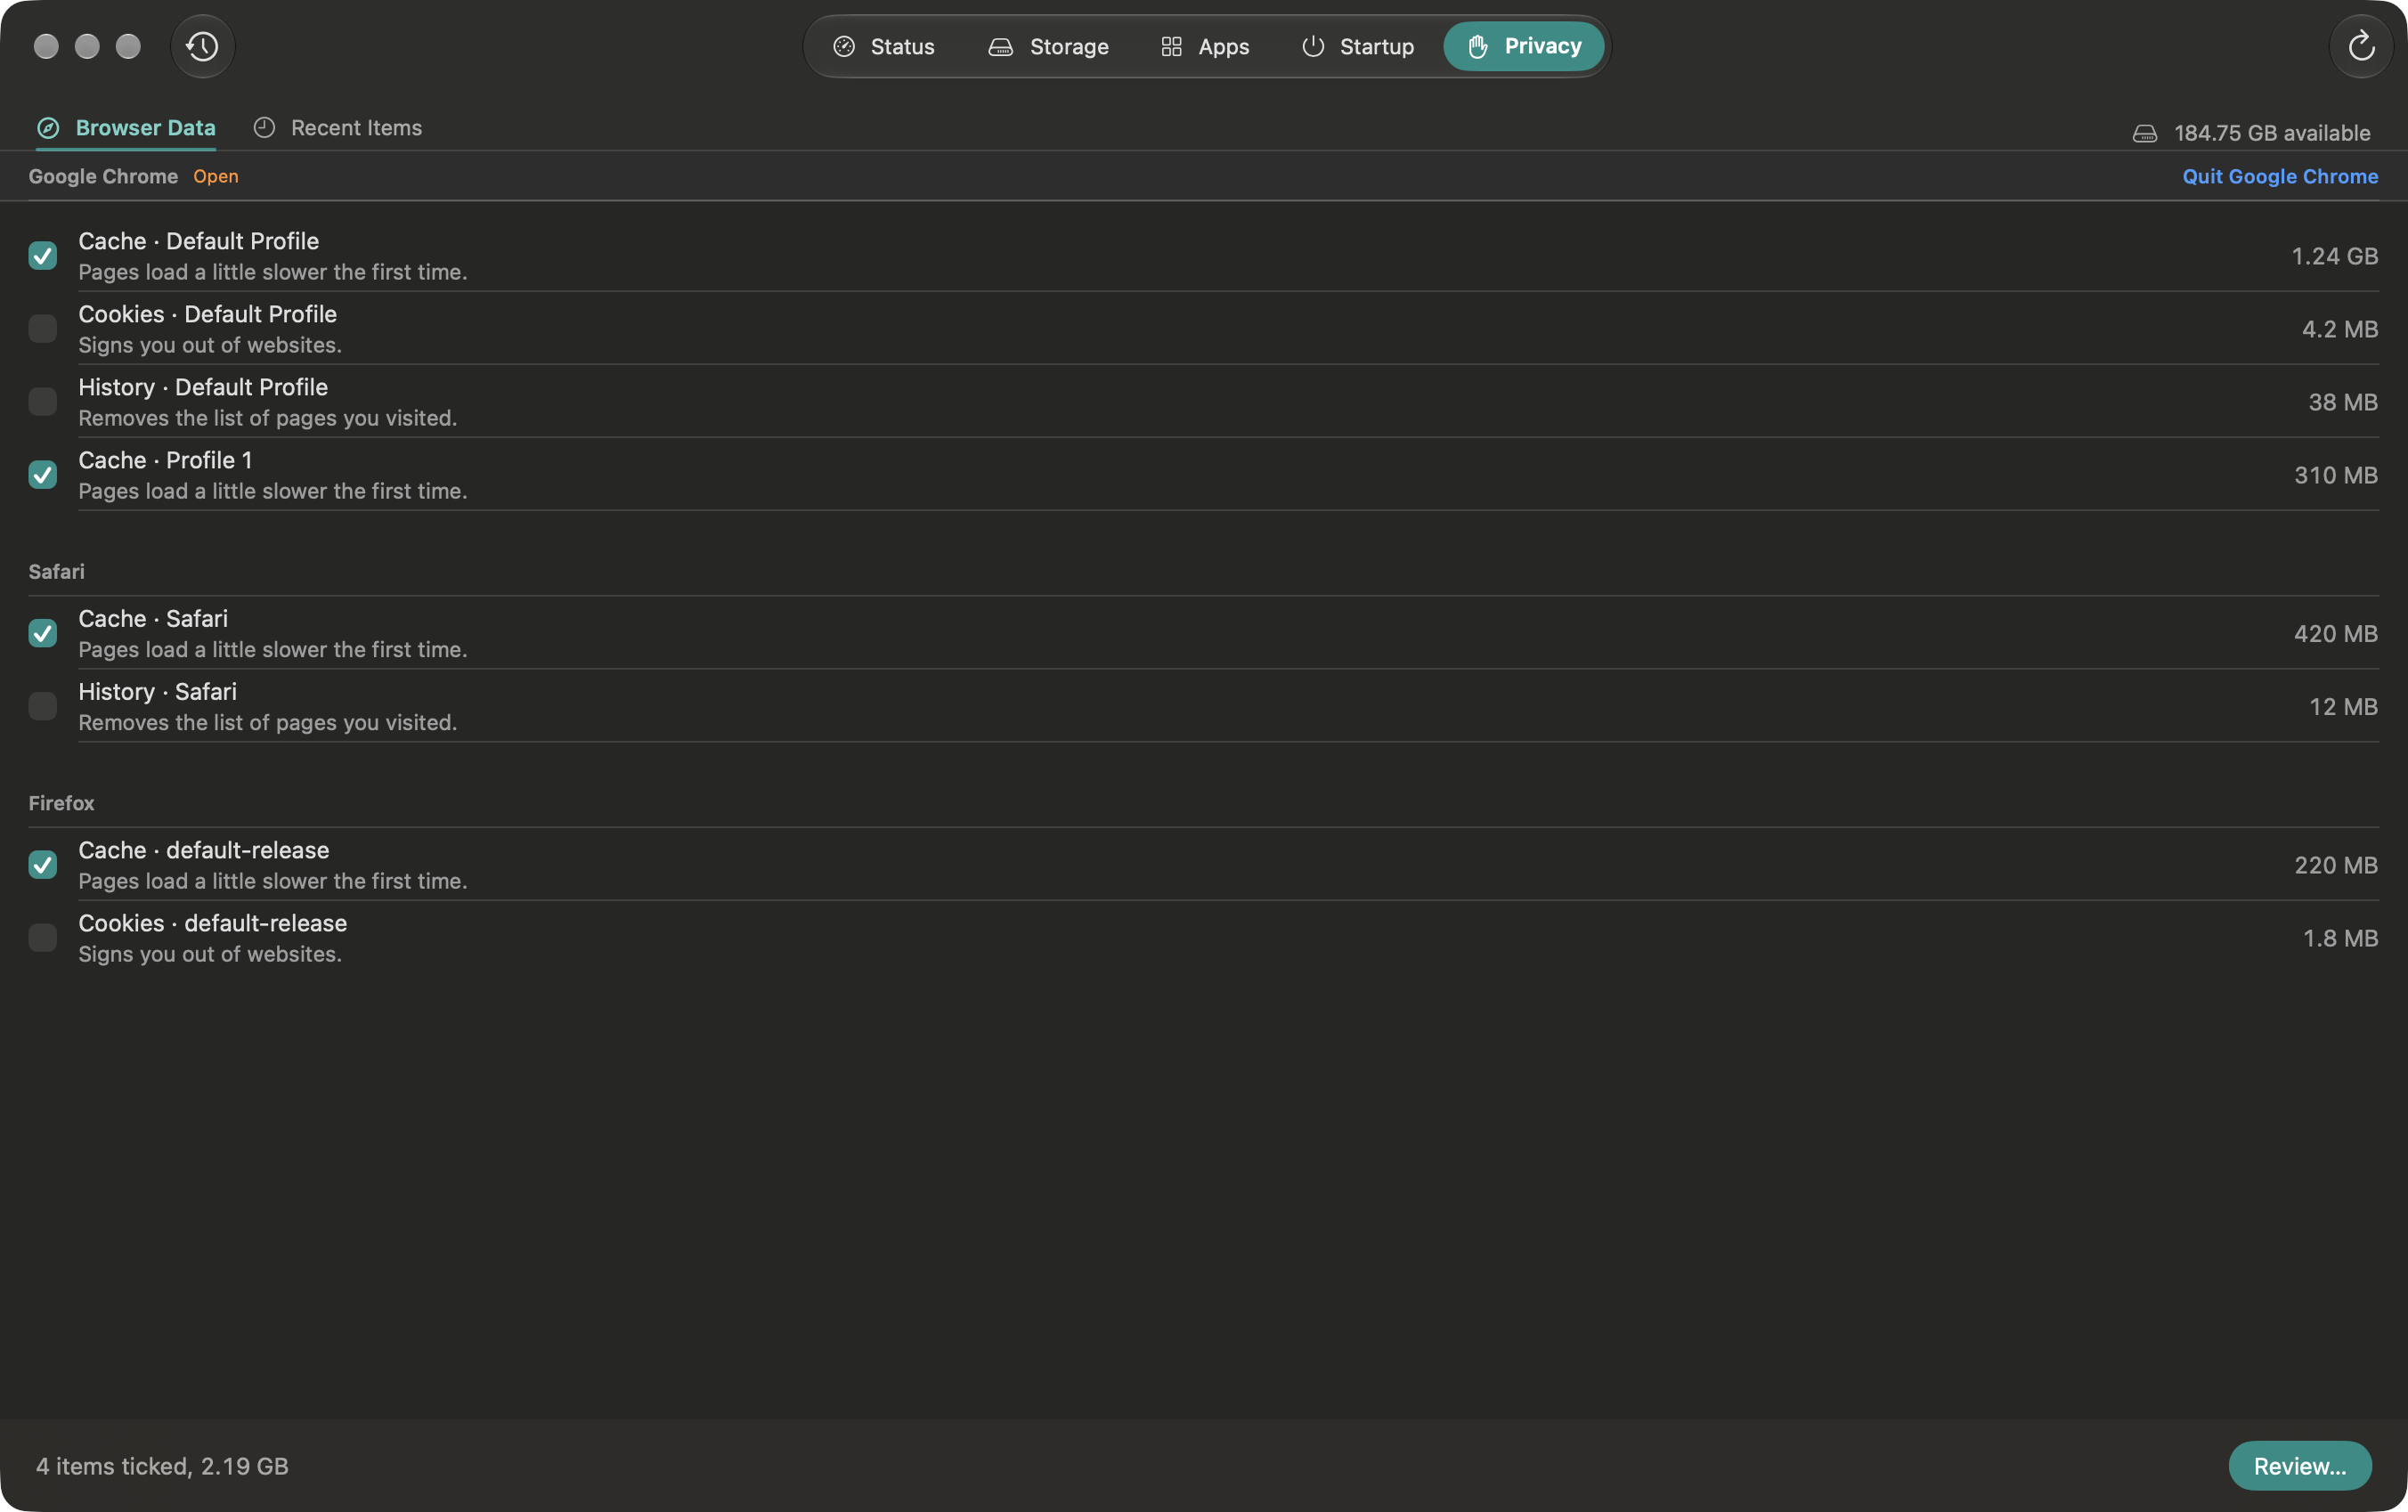 Status Storage Apps Startup Privacy
Browser Data Recent Items
184.75 GB available
Google Chrome Open Quit Google Chrome
Cache · Default Profile
Pages load a little slower the first time.
1.24 GB
Cookies · Default Profile
Signs you out of websites.
4.2 MB
History · Default Profile
Removes the list of pages you visited.
38 MB
Cache · Profile 1
Pages load a little slower the first time.
310 MB
Safari
Cache · Safari
Pages load a little slower the first time.
420 MB
History · Safari
Removes the list of pages you visited.
12 MB
Firefox
Cache · default-release
Pages load a little slower the first time.
220 MB
Cookies · default-release
Signs you out of websites.
1.8 MB
4 items ticked, 2.19 GB
Review...